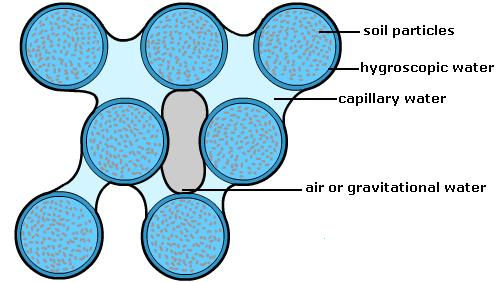 soil particles
hygroscopic water
capillary water
air or gravitational water